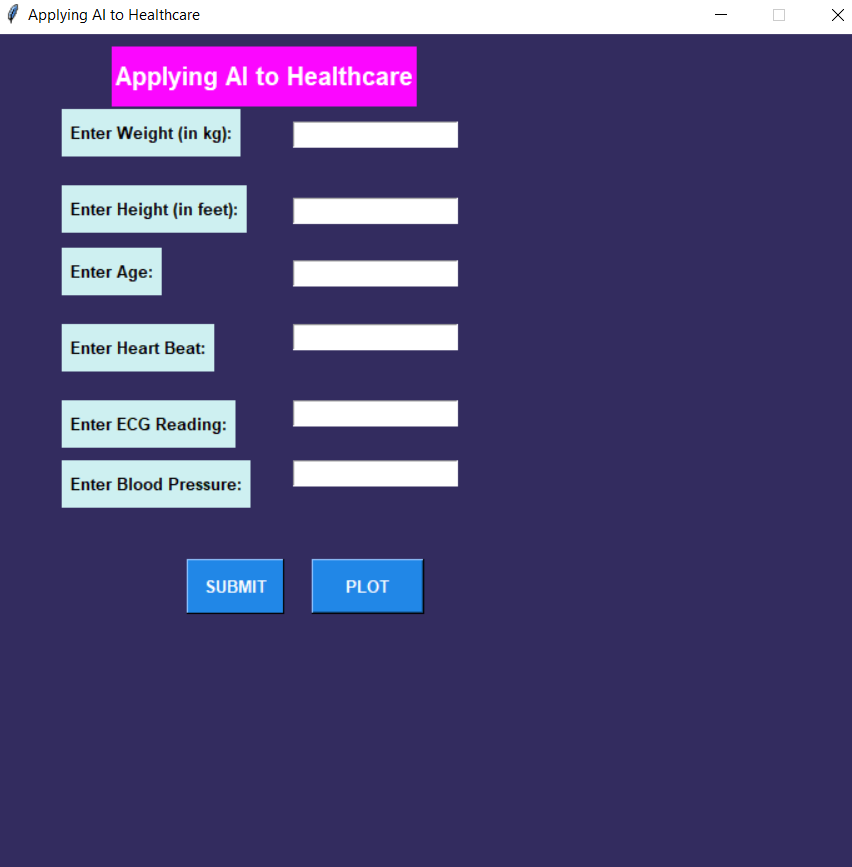 Applying AI to Healthcare
Applying AI to Healthcare
Enter Weight (in kg):
Enter Height (in feet):
Enter Age:
Enter Heart Beat:
Enter ECG Reading:
Enter Blood Pressure:
SUBMIT PLOT